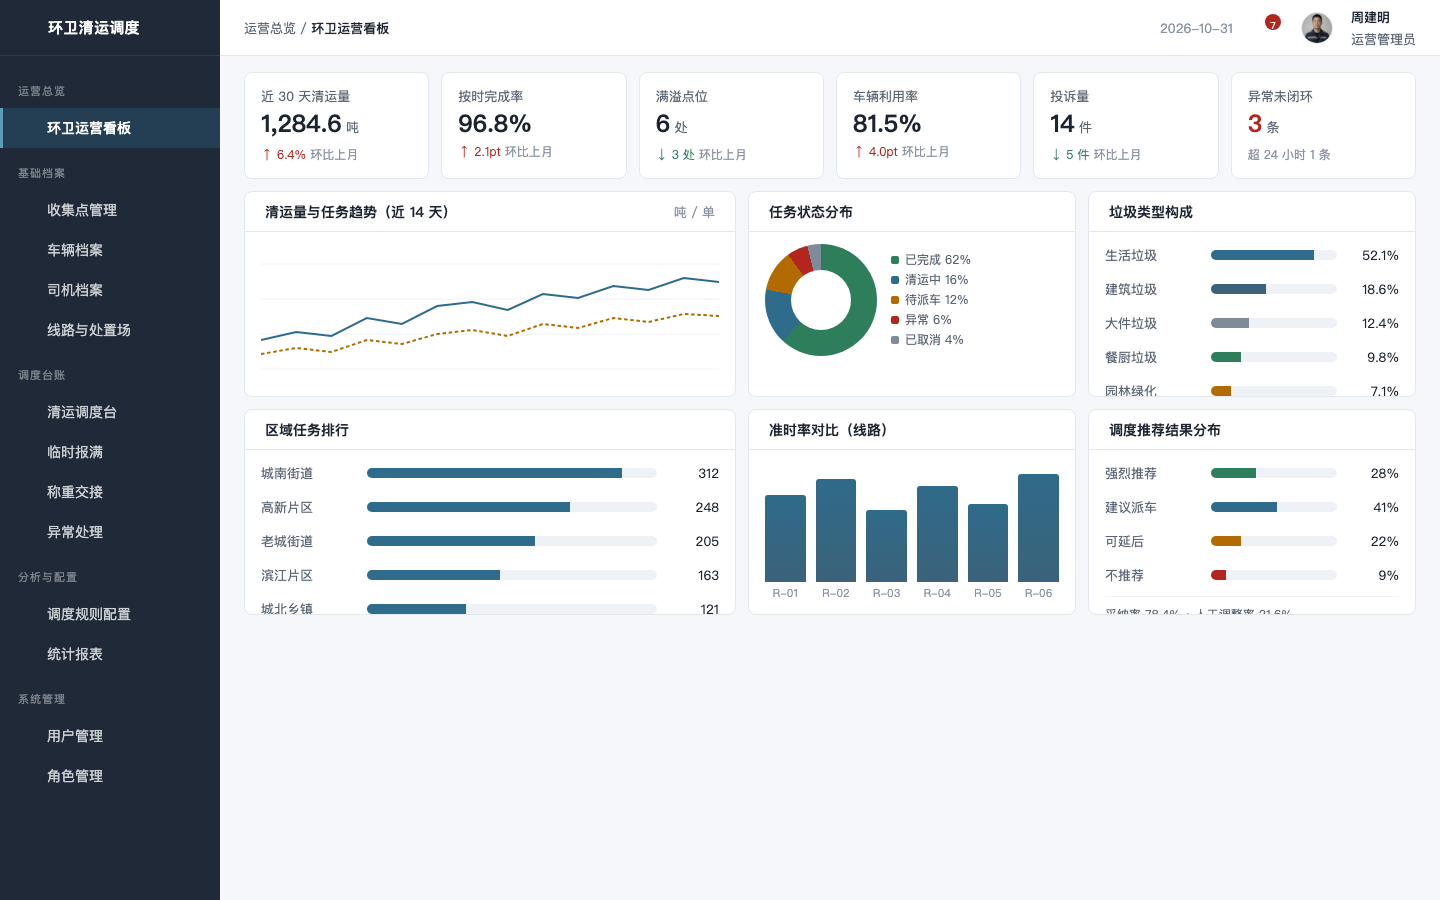 环卫清运调度
运营总览
环卫运营看板
基础档案
收集点管理
车辆档案
司机档案
线路与处置场
调度台账
清运调度台
临时报满
称重交接
异常处理
分析与配置
调度规则配置
统计报表
系统管理
用户管理
角色管理
运营总览 / 环卫运营看板
2026-10-31
7
周建明
运营管理员
近 30 天清运量
1,284.6 吨
↑ 6.4% 环比上月
按时完成率
96.8%
↑ 2.1pt 环比上月
满溢点位
6 处
↓ 3 处 环比上月
车辆利用率
81.5%
↑ 4.0pt 环比上月
投诉量
14 件
↓ 5 件 环比上月
异常未闭环
3 条
超 24 小时 1 条
清运量与任务趋势（近 14 天）
吨 / 单
任务状态分布
已完成 62%
清运中 16%
待派车 12%
异常 6%
已取消 4%
垃圾类型构成
生活垃圾 52.1%
建筑垃圾 18.6%
大件垃圾 12.4%
餐厨垃圾 9.8%
园林绿化 7.1%
区域任务排行
城南街道 312
高新片区 248
老城街道 205
滨江片区 163
城北乡镇 121
准时率对比（线路）
R-01 R-02 R-03 R-04 R-05 R-06
调度推荐结果分布
强烈推荐 28%
建议派车 41%
可延后 22%
不推荐 9%
采纳率 78.4% · 人工调整率 21.6%